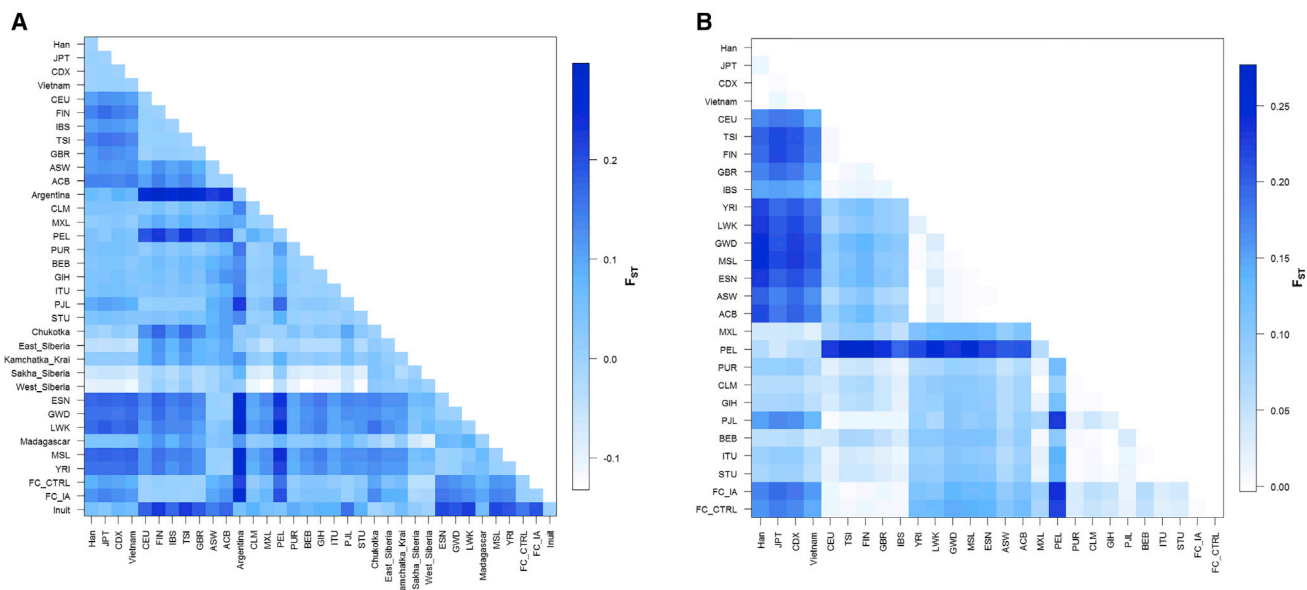 A
Han
JPT
CDX
Vietnam
CEU
FIN
IBS
TSI
GBR
ASW
ACB
Argentina
CLM
MXL
PEL
PUR
BEB
GIH
ITU
PJL
STU
Chukotka
East_Siberia
Kamchatka_Krai
Sakha_Siberia
West_Siberia
ESN
GWD
LWK
Madagascar
MSL
YRI
FC_CTRL
FC_IA
Inuit
Han
JPT
CDX
Vietnam
CEU
FIN
IBS
TSI
GBR
ASW
ACB
Argentina
CLM
MXL
PEL
PUR
BEB
GIH
ITU
PJL
STU
Chukotka
East_Siberia
amchatka_Krai
Sakha_Siberia
West_Siberia
ESN
GWD
LWK
Madagascar
MSL
YRI
FC_CTRL
FC_IA
Inuit
0.2
0.0
-0.1
FST
B
Han
JPT
CDX
Vietnam
CEU
TSI
FIN
GBR
IBS
YRI
LWK
GWD
MSL
ESN
ASW
ACB
MXL
PEL
PUR
CLM
GIH
PJL
BEB
ITU
STU
FC_IA
FC_CTRL
Han
JPT
CDX
Vietnam
CEU
TSI
FIN
GBR
IBS
YRI
LWK
GWD
MSL
ESN
ASW
ACB
MXL
PEL
PUR
CLM
GIH
PJL
BEB
ITU
STU
FC_IA
FC_CTRL
0.25
0.20
0.15
0.10
0.05
0.00
FST